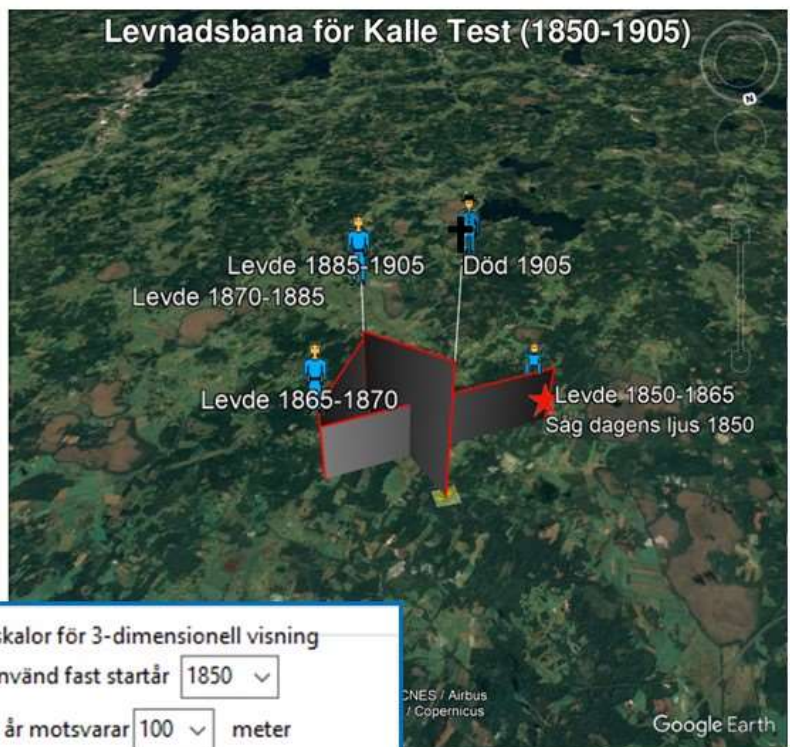 Levnadsbana för Kalle Test (1850-1905)
N
Levde 1885-1905
Död 1905
Levde 1870-1885
Levde 1865-1870
Levde 1850-1865
Såg dagens ljus 1850
skalor för 3-dimensionell visning
fast startår 1850
år motsvarar 100 meter
/ Airbus
/ Copernicus
Google Earth